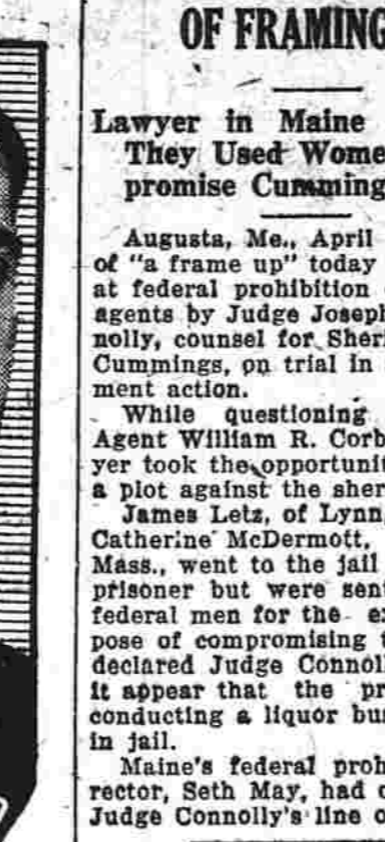 OF FRAMING
Lawyer in Maine
They Used Wome
promise Cumming
Augusta, Me., April
of "a frame up" today
at federal prohibition
agents by Judge Joseph
nolly, counsel for Sher
Cummings, on trial in
ment action.
While questioning
Agent William R. Corb
yer took the opportunit
a plot against the sher
James Letz, of Lynn
Catherine McDermott,
Mass., went to the jail
prisoner but were sent
federal men for the ex
pose of compromising t
declared Judge Connoll
it appear that the pr
conducting a liquor bu
in jail.
Maine's federal proh
rector, Seth May, had
Judge Connolly's line o